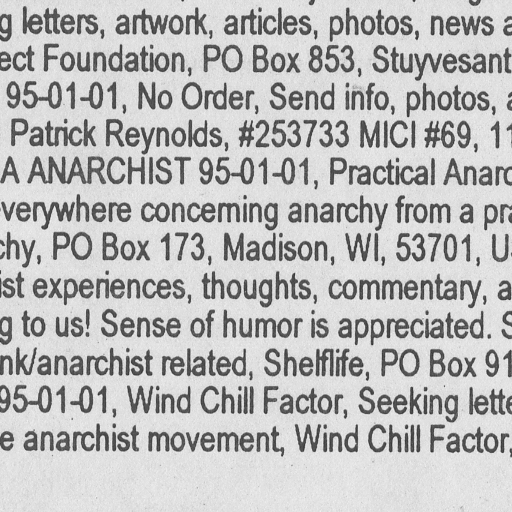 g letters, artwork, articles, photos, news a
ect Foundation, PO Box 853, Stuyvesant
95-01-01, No Order, Send info, photos, a
Patrick Reynolds, #253733 MICI #69, 11
A ANARCHIST 95-01-01, Practical Anarc
everywhere concerning anarchy from a pra
chy, PO Box 173, Madison, WI, 53701, U
ist experiences, thoughts, commentary, a
g to us! Sense of humor is appreciated. S
nk/anarchist related, Shelflife, PO Box 91
95-01-01, Wind Chill Factor, Seeking lette
e anarchist movement, Wind Chill Factor,